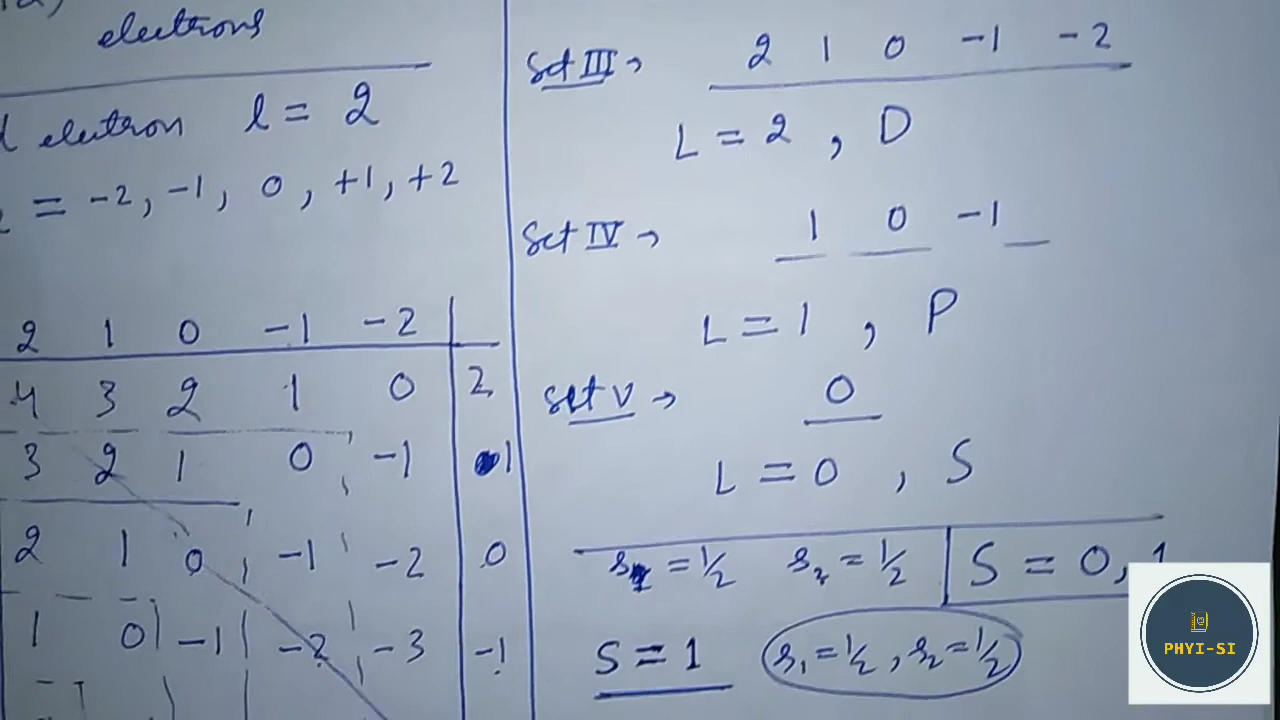 electrons
d electron l = 2
= -2, -1, 0, +1, +2
2 1 0 -1 -2
4 3 2 1 0 2
3 2 1 0 -1 1
2 1 0 -1 -2 0
1 0 -1 -2 -3 -1
Set III → 2 1 0 -1 -2
L = 2, D
Set IV → 1 0 -1
L = 1, P
Set V → 0
L = 0, S
s₁ = 1/2 s₂ = 1/2 S = 0, 1
S = 1 s₁ = 1/2, s₂ = 1/2
PHYI-SI